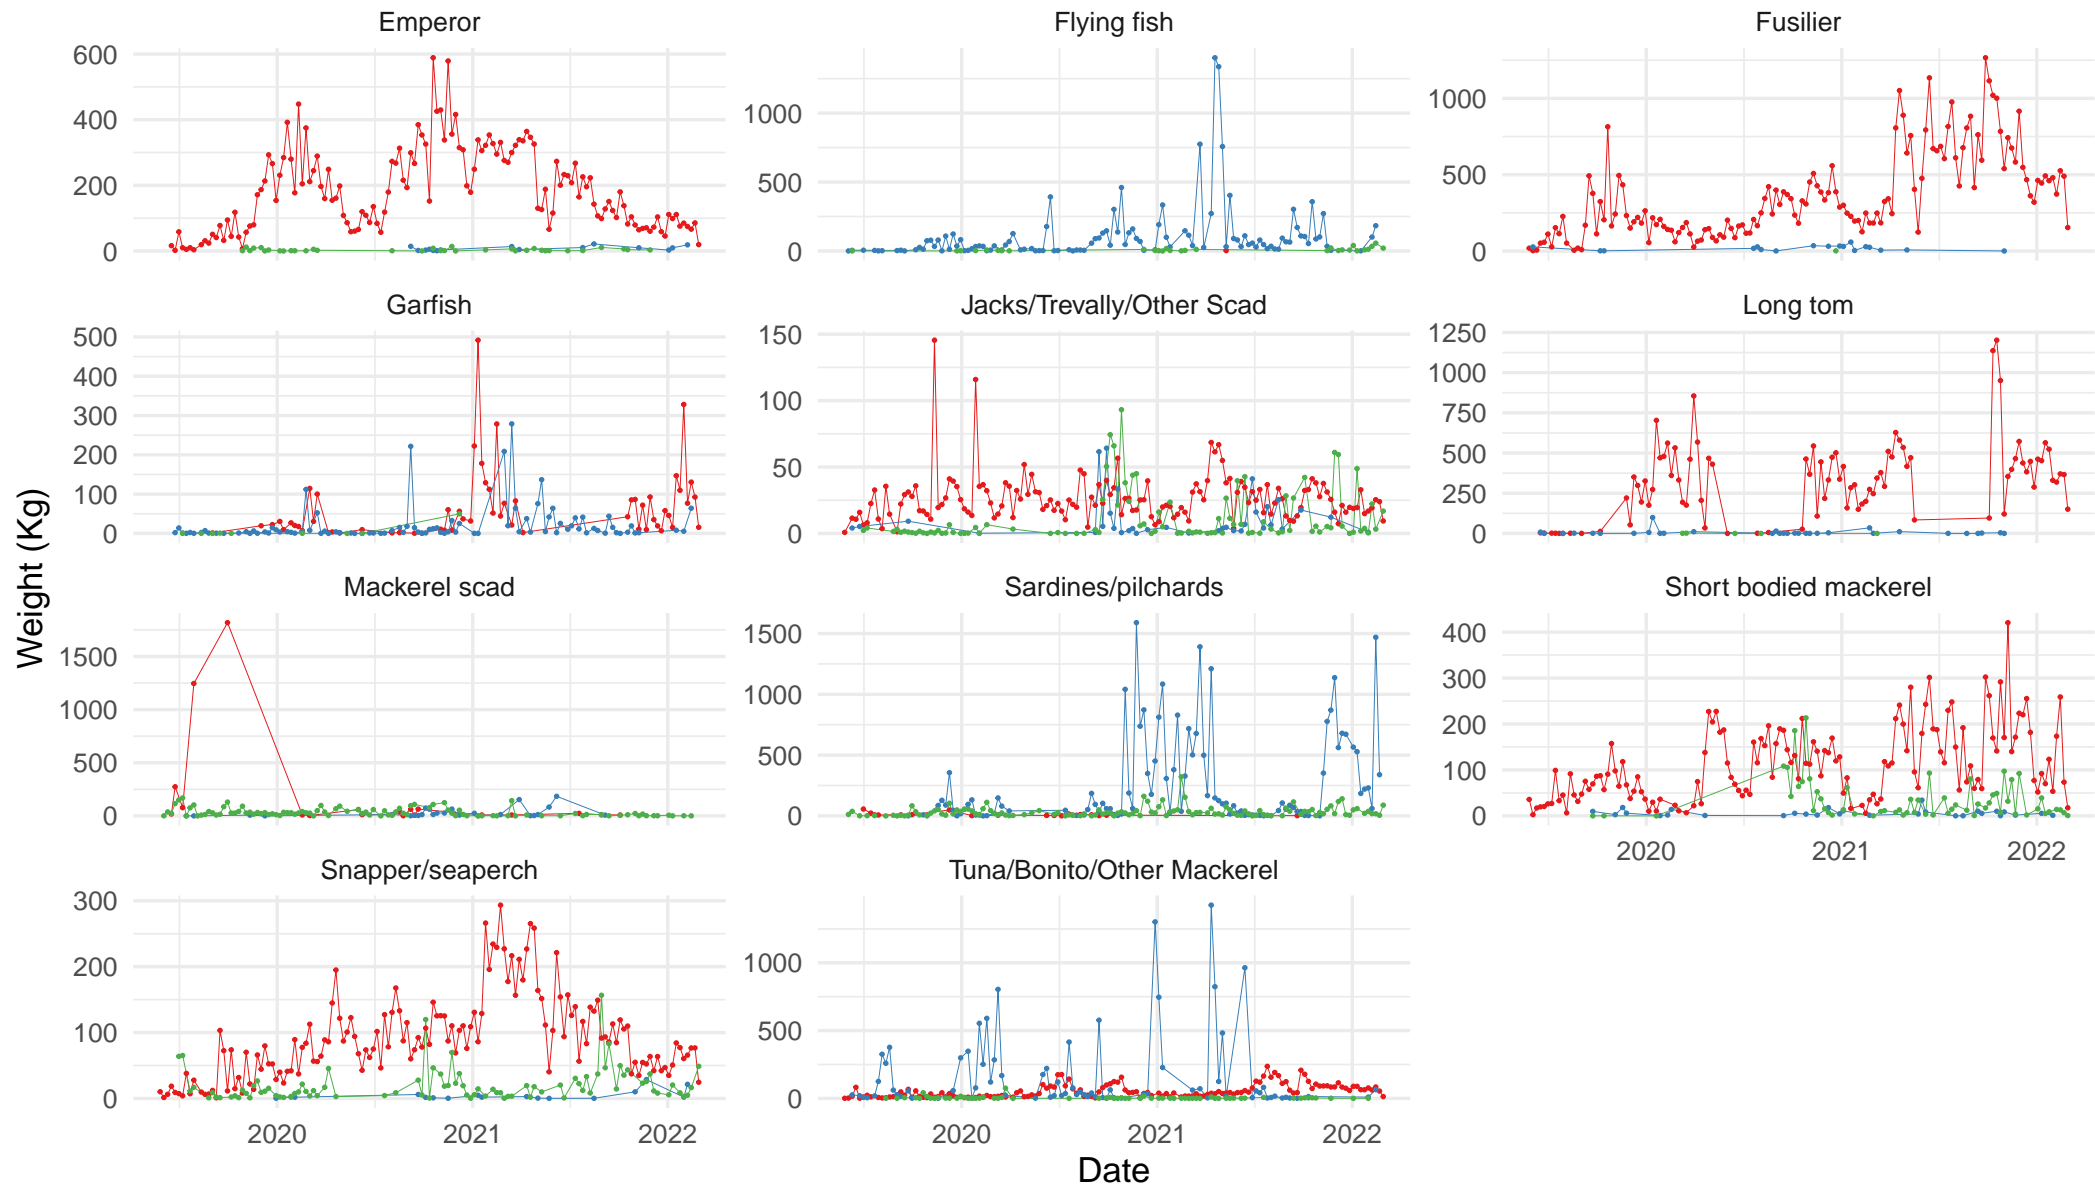 Emperor
Flying fish
Fusilier
600
400
200
0
1000
500
0
1000
500
0
Garfish
Jacks/Trevally/Other Scad
Long tom
500
400
300
200
100
0
150
100
50
0
1250
1000
750
500
250
0
Weight (Kg)
Mackerel scad
Sardines/pilchards
Short bodied mackerel
1500
1000
500
0
1500
1000
500
0
400
300
200
100
0
2020 2021 2022
Snapper/seaperch
Tuna/Bonito/Other Mackerel
300
200
100
0
1000
500
0
2020 2021 2022
2020 2021 2022
Date